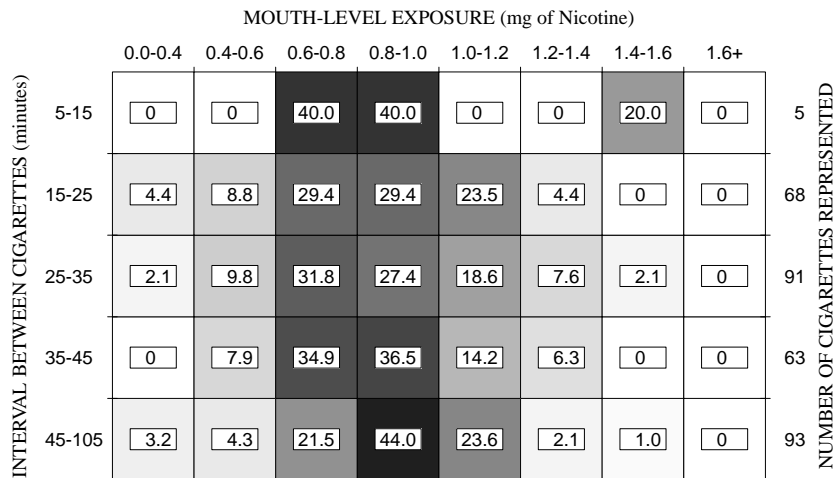 MOUTH-LEVEL EXPOSURE (mg of Nicotine)
0.0-0.4 0.4-0.6 0.6-0.8 0.8-1.0 1.0-1.2 1.2-1.4 1.4-1.6 1.6+
INTERVAL BETWEEN CIGARETTES (minutes)
5-15 0 0 40.0 40.0 0 0 20.0 0 5
15-25 4.4 8.8 29.4 29.4 23.5 4.4 0 0 68
25-35 2.1 9.8 31.8 27.4 18.6 7.6 2.1 0 91
35-45 0 7.9 34.9 36.5 14.2 6.3 0 0 63
45-105 3.2 4.3 21.5 44.0 23.6 2.1 1.0 0 93
NUMBER OF CIGARETTES REPRESENTED